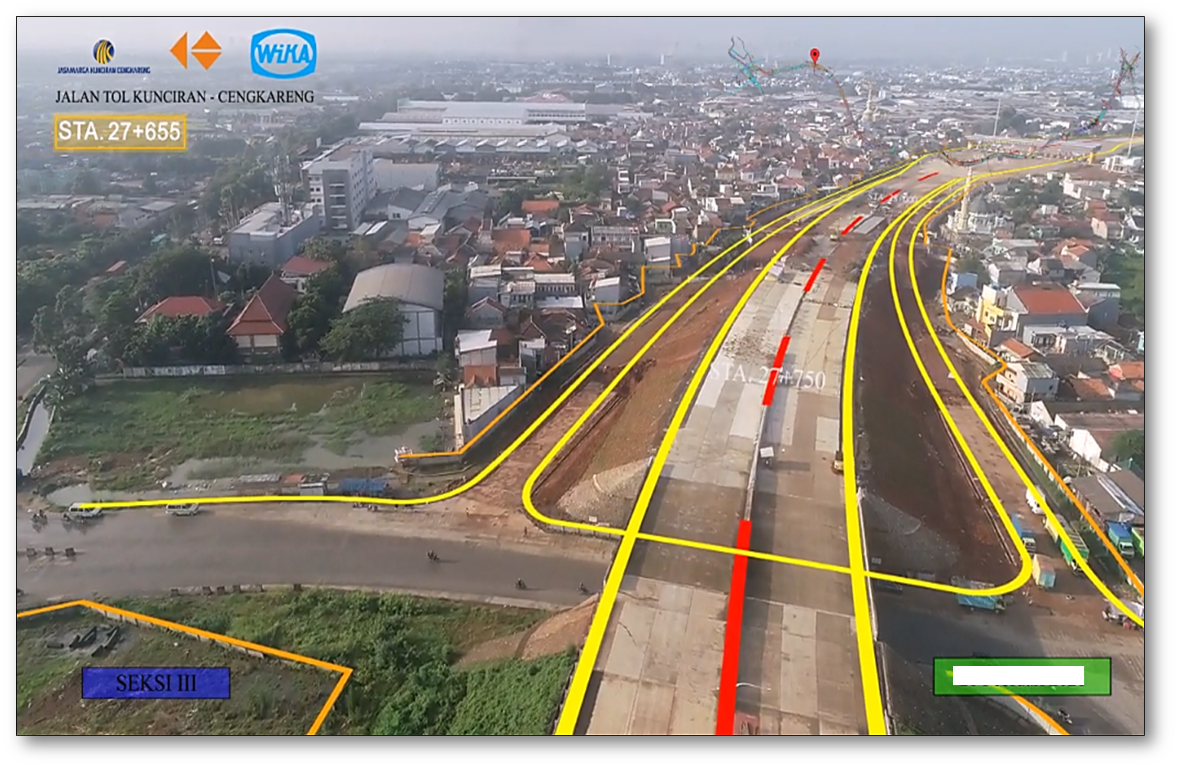 JASAMARGA KUNCIRAN CENGKARENG
WiKA
JALAN TOL KUNCIRAN - CENGKARENG
STA. 27+655
STA. 27+750
SEKSI III